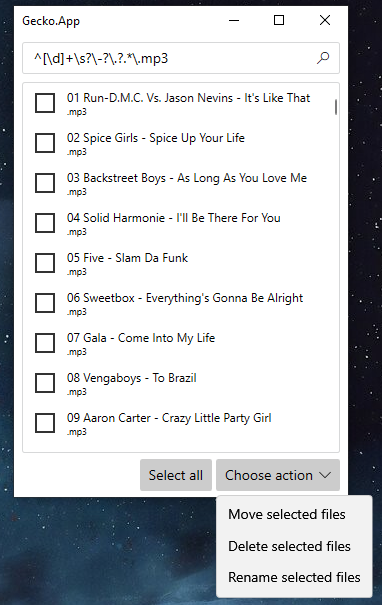 Gecko.App
^[\d]+\s?\-?\.?.*\.mp3
01 Run-D.M.C. Vs. Jason Nevins - It's Like That
.mp3
02 Spice Girls - Spice Up Your Life
.mp3
03 Backstreet Boys - As Long As You Love Me
.mp3
04 Solid Harmonie - I'll Be There For You
.mp3
05 Five - Slam Da Funk
.mp3
06 Sweetbox - Everything's Gonna Be Alright
.mp3
07 Gala - Come Into My Life
.mp3
08 Vengaboys - To Brazil
.mp3
09 Aaron Carter - Crazy Little Party Girl
.mp3
Select all
Choose action
Move selected files
Delete selected files
Rename selected files